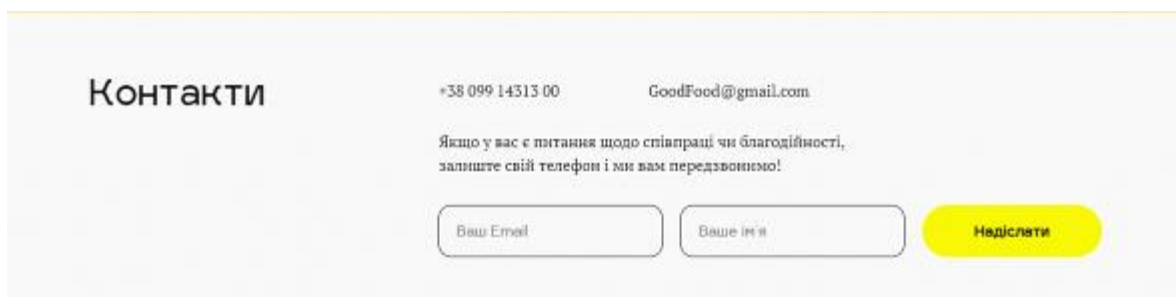 Контакти
+38 099 14313 00
GoodFood@gmail.com
Якщо у вас є питання щодо співпраці чи благодійності,
залиште свій телефон і ми вам передзвонимо!
Ваш Email
Ваше ім'я
Надіслати